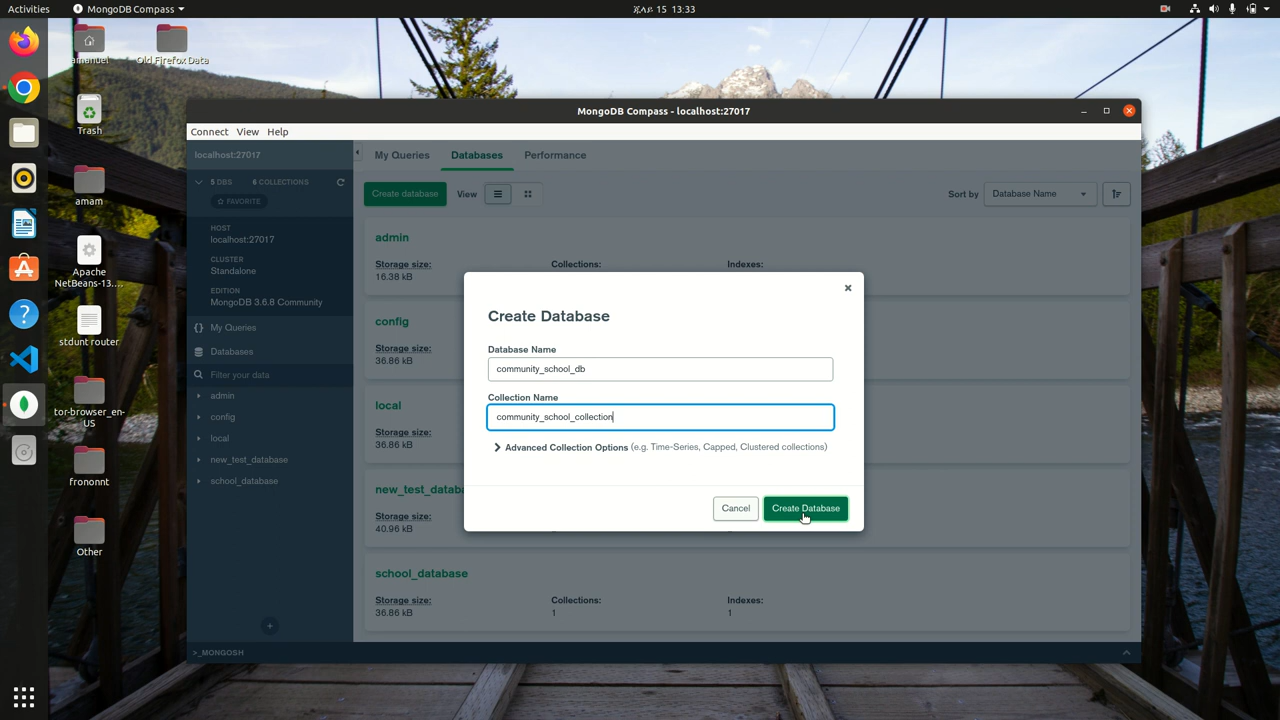 Activities
MongoDB Compass
ጁላይ 15 13:33
amanuel
Old Firefox Data
Trash
amam
Apache
NetBeans-13....
stdunt router
tor-browser_en-
US
frononnt
Other
MongoDB Compass - localhost:27017
Connect View Help
localhost:27017
5 DBS 6 COLLECTIONS
FAVORITE
HOST
localhost:27017
CLUSTER
Standalone
EDITION
MongoDB 3.6.8 Community
{} My Queries
Databases
Filter your data
admin
config
local
new_test_database
school_database
My Queries Databases Performance
Create database
View
Sort by
Database Name
admin
Storage size: Collections: Indexes:
16.38 kB
config
Storage size:
36.86 kB
local
Storage size:
36.86 kB
new_test_databa
Storage size:
40.96 kB
school_database
Storage size: Collections: Indexes:
36.86 kB 1 1
Create Database
Database Name
community_school_db
Collection Name
community_school_collection
Advanced Collection Options (e.g. Time-Series, Capped, Clustered collections)
Cancel
Create Database
>_MONGOSH